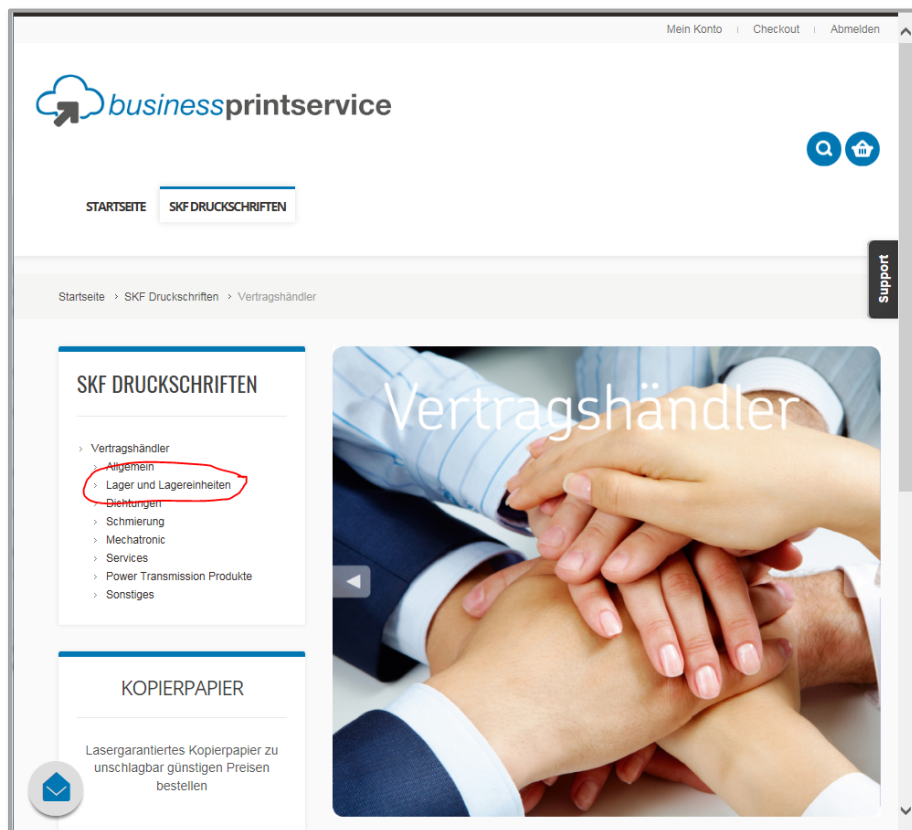 Mein Konto
Checkout
Abmelden
businessprintservice
STARTSEITE
SKF DRUCKSCHRIFTEN
Support
Startseite > SKF Druckschriften > Vertragshändler
SKF DRUCKSCHRIFTEN
> Vertragshändler
> Allgemein
> Lager und Lagereinheiten
> Dichtungen
> Schmierung
> Mechatronic
> Services
> Power Transmission Produkte
> Sonstiges
Vertragshändler
KOPIERPAPIER
Lasergarantiertes Kopierpapier zu
unschlagbar günstigen Preisen
bestellen